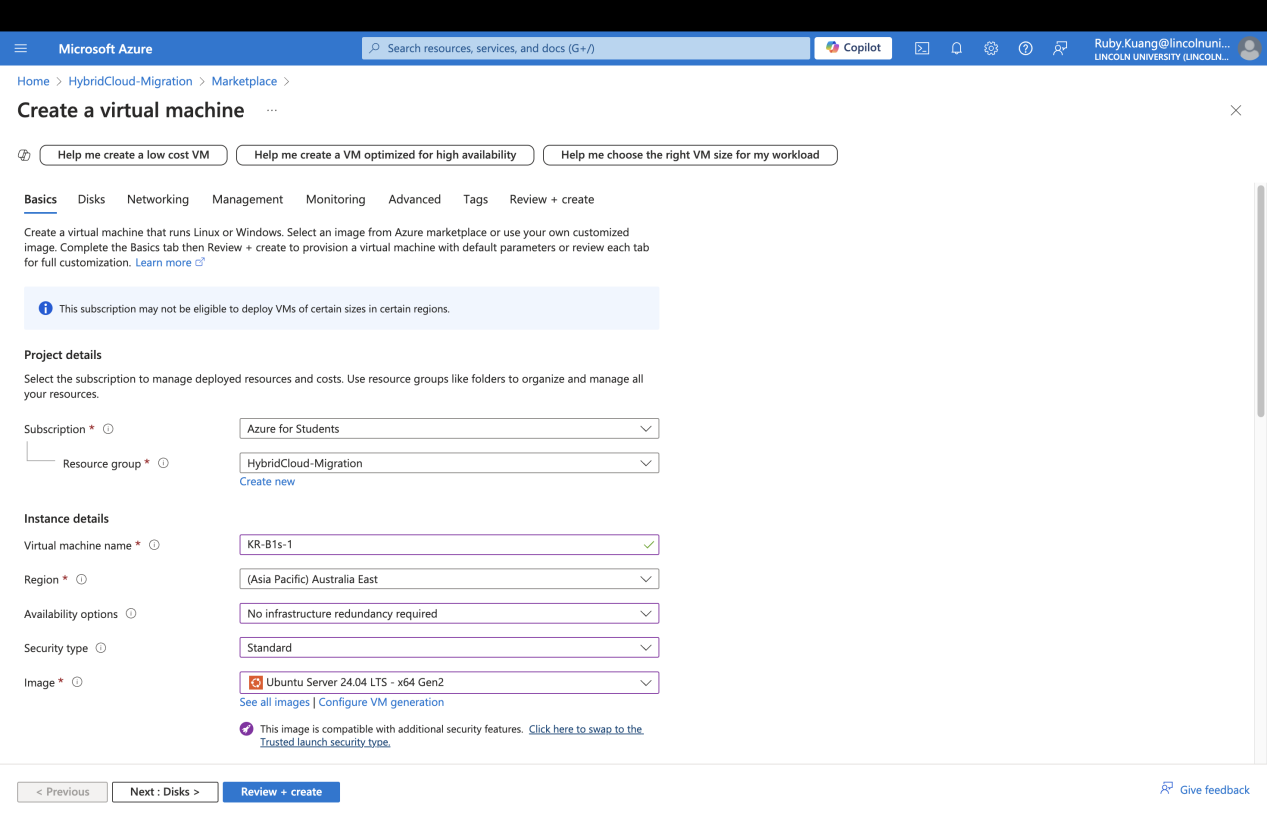 Microsoft Azure
Search resources, services, and docs (G+/)
Copilot
Ruby.Kuang@lincolnuni...
LINCOLN UNIVERSITY (LINCOLN...
Home > HybridCloud-Migration > Marketplace >
Create a virtual machine ...
Help me create a low cost VM
Help me create a VM optimized for high availability
Help me choose the right VM size for my workload
Basics Disks Networking Management Monitoring Advanced Tags Review + create
Create a virtual machine that runs Linux or Windows. Select an image from Azure marketplace or use your own customized
image. Complete the Basics tab then Review + create to provision a virtual machine with default parameters or review each tab
for full customization. Learn more
This subscription may not be eligible to deploy VMs of certain sizes in certain regions.
Project details
Select the subscription to manage deployed resources and costs. Use resource groups like folders to organize and manage all
your resources.
Subscription * Azure for Students
Resource group * HybridCloud-Migration
Create new
Instance details
Virtual machine name * KR-B1s-1
Region * (Asia Pacific) Australia East
Availability options No infrastructure redundancy required
Security type Standard
Image * Ubuntu Server 24.04 LTS - x64 Gen2
See all images | Configure VM generation
This image is compatible with additional security features. Click here to swap to the
Trusted launch security type.
< Previous
Next : Disks >
Review + create
Give feedback